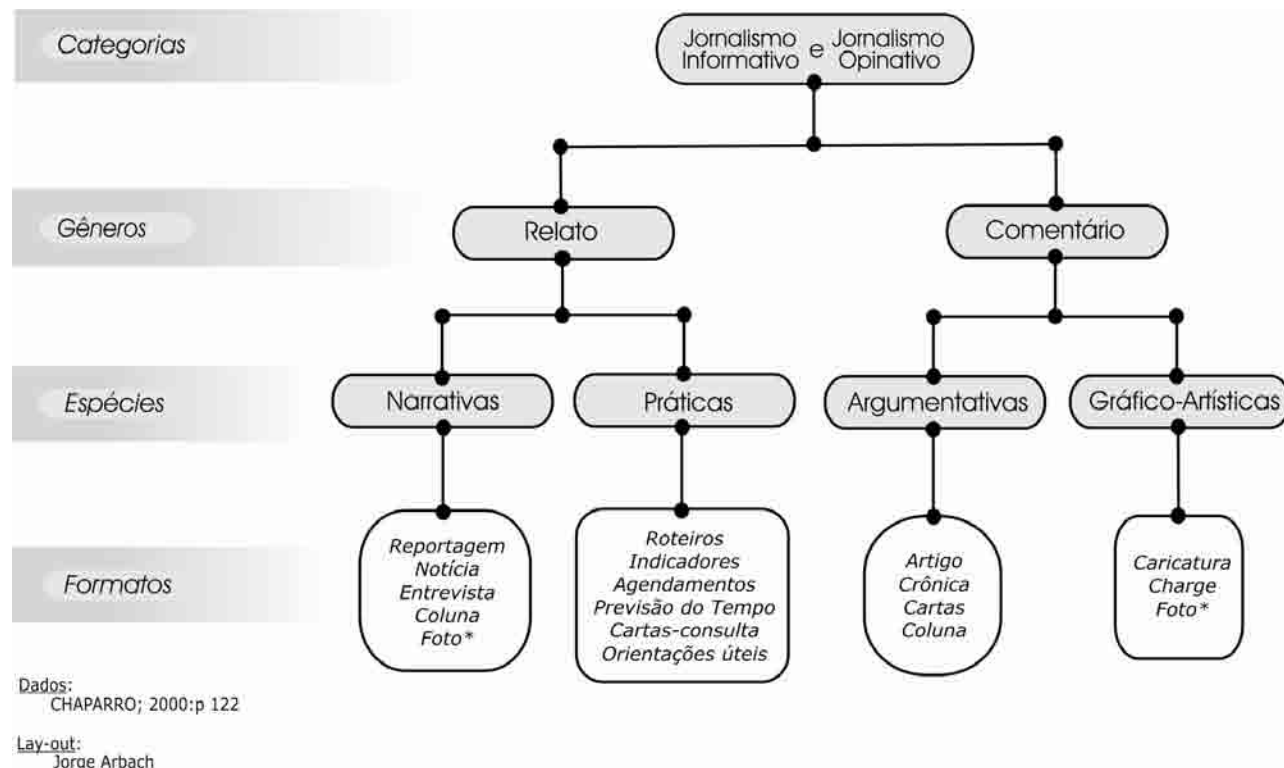 Categorias
Jornalismo Informativo e Jornalismo Opinativo
Gêneros
Relato
Comentário
Espécies
Narrativas
Práticas
Argumentativas
Gráfico-Artísticas
Formatos
Reportagem
Notícia
Entrevista
Coluna
Foto*
Roteiros
Indicadores
Agendamentos
Previsão do Tempo
Cartas-consulta
Orientações úteis
Artigo
Crônica
Cartas
Coluna
Caricatura
Charge
Foto*
Dados:
CHAPARRO; 2000:p 122
Lay-out:
Jorge Arbach